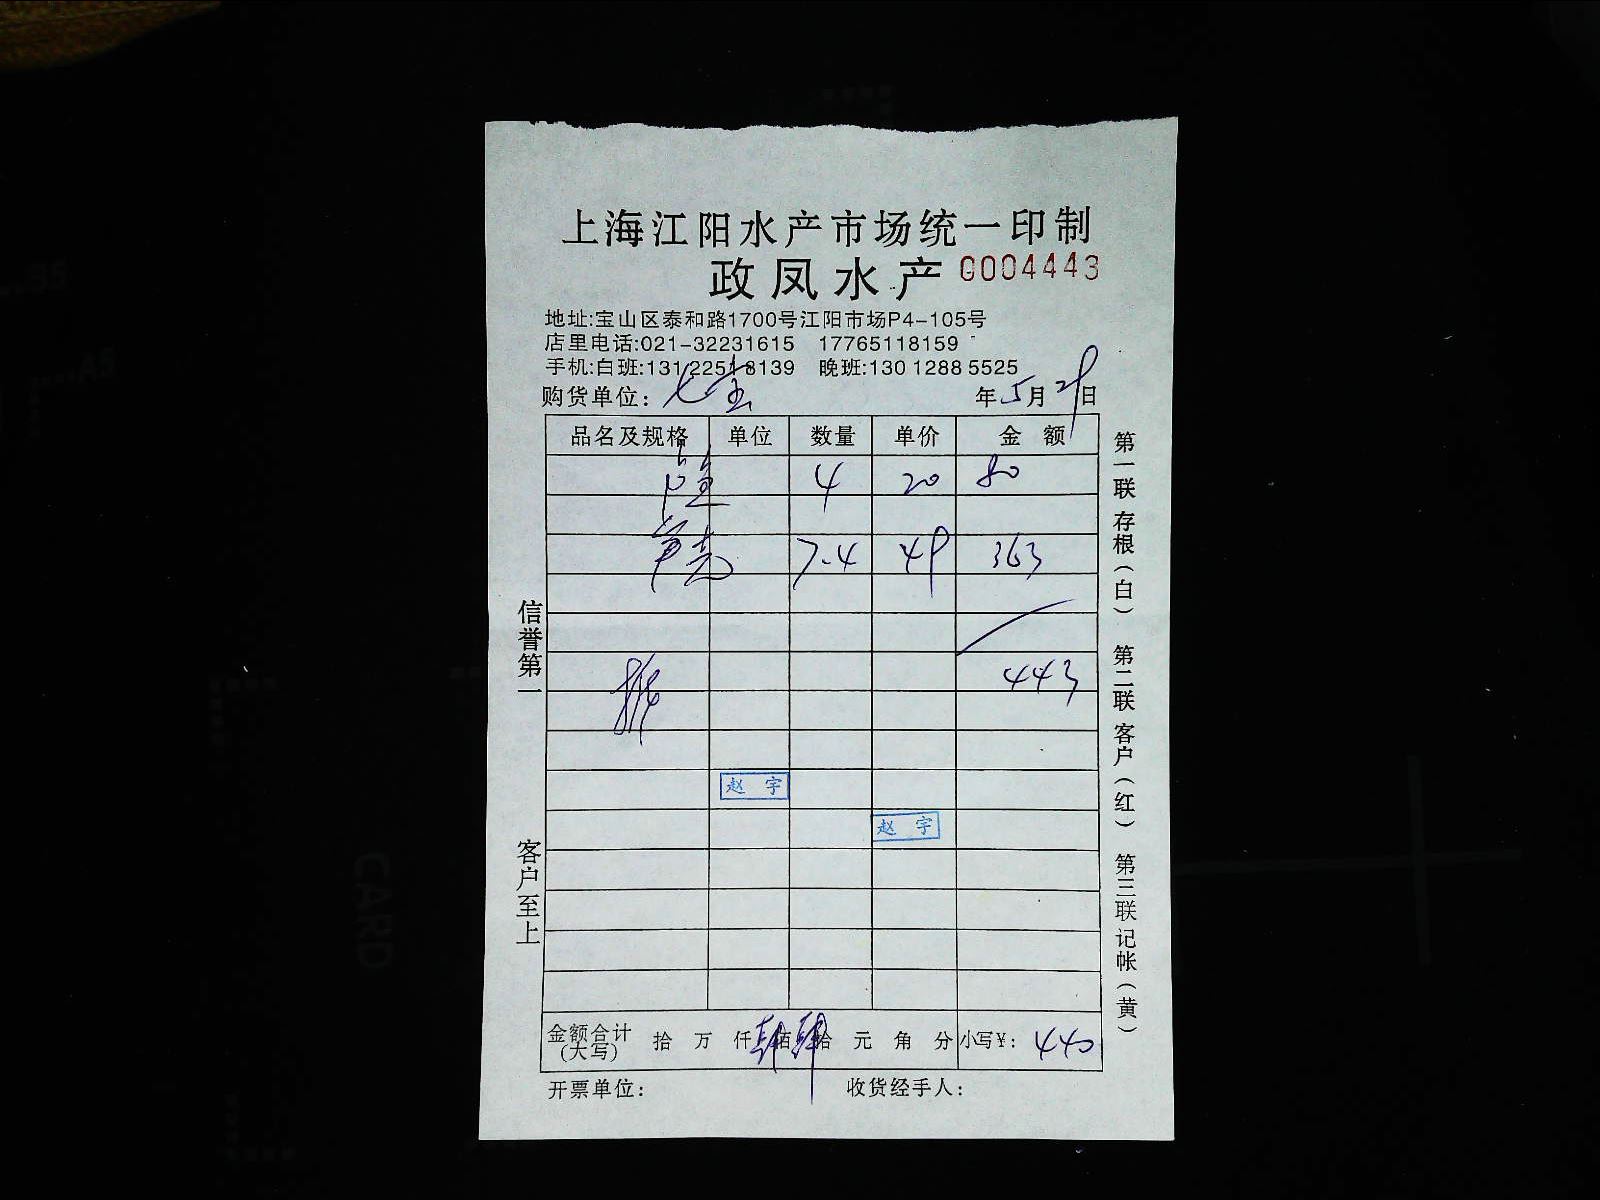 上海江阳水产市场统一印制
政凤水产 G004443
地址:宝山区泰和路1700号江阳市场P4-105号
店里电话:021-32231615 17765118159
手机:白班:131 2251 8139 晚班:130 1288 5525
购货单位: 七宝 年 5 月 29 日
品名及规格 单位 数量 单价 金额
4 20 80
7.4 49 363
443
赵宇
赵宇
金额合计(大写) 拾 万 仟 佰 拾 元 角 分 小写¥: 440
开票单位: 收货经手人:
信誉第一
客户至上
第一联 存根(白) 第二联 客户(红) 第三联 记帐(黄)